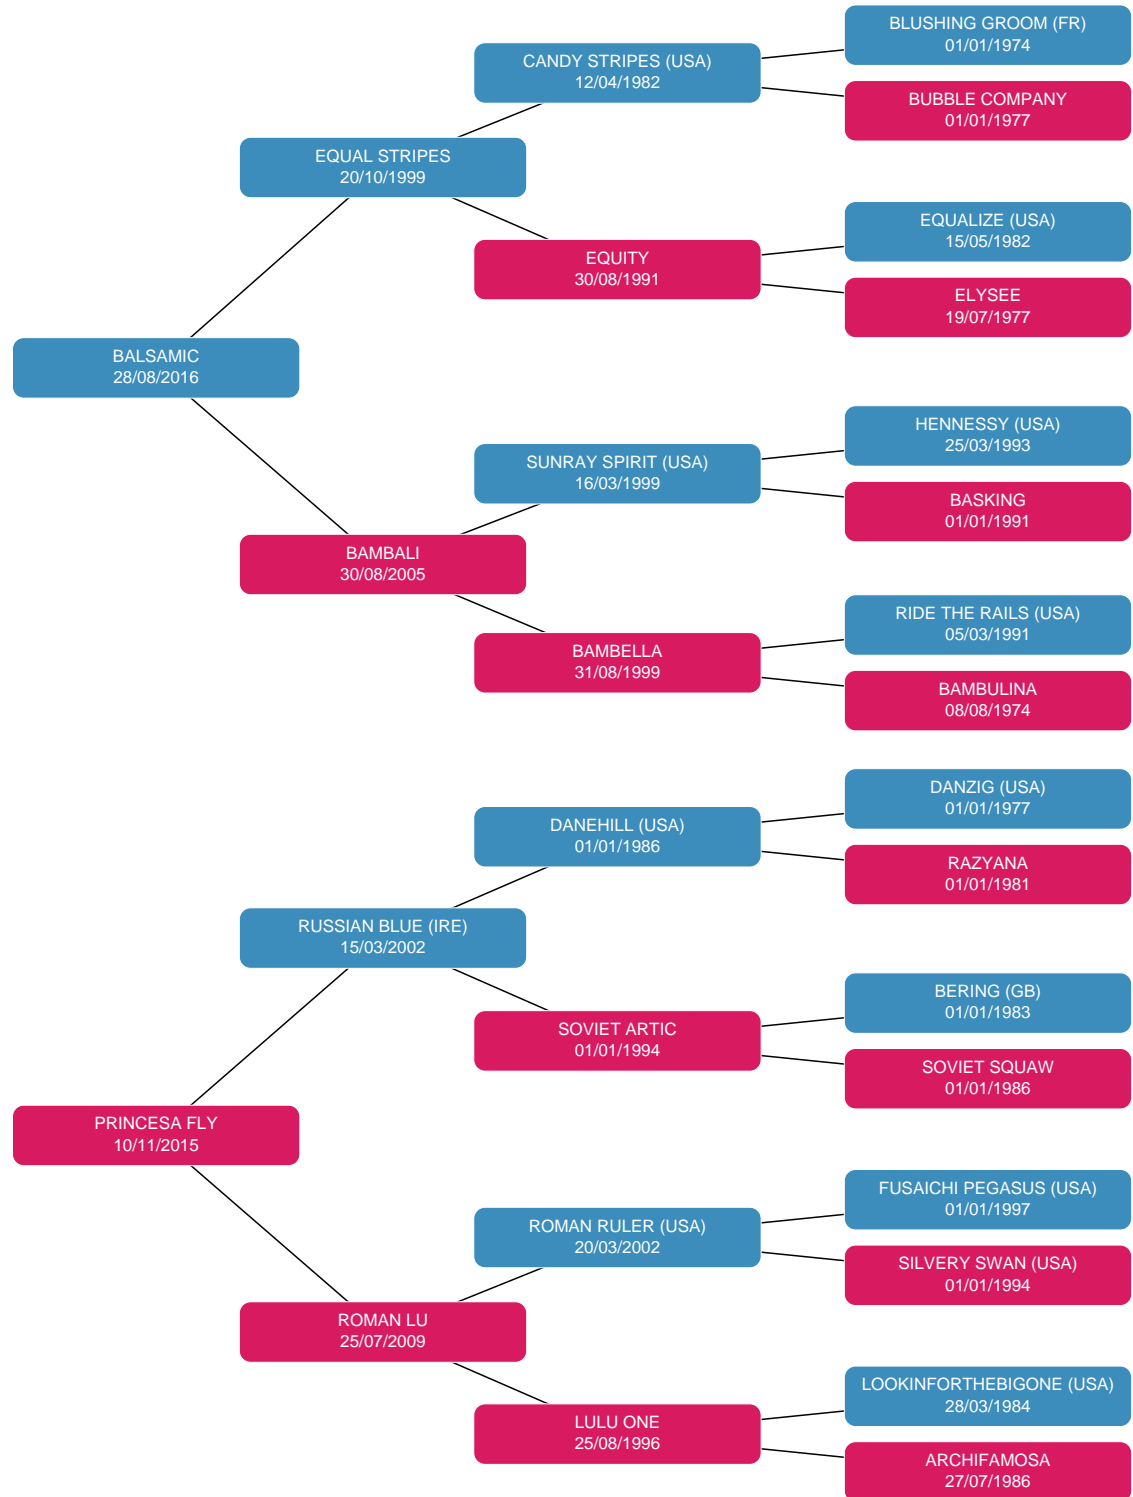 BLUSHING GROOM (FR)
01/01/1974
CANDY STRIPES (USA)
12/04/1982
BUBBLE COMPANY
01/01/1977
EQUAL STRIPES
20/10/1999
EQUALIZE (USA)
15/05/1982
EQUITY
30/08/1991
ELYSEE
19/07/1977
BALSAMIC
28/08/2016
HENNESSY (USA)
25/03/1993
SUNRAY SPIRIT (USA)
16/03/1999
BASKING
01/01/1991
BAMBALI
30/08/2005
RIDE THE RAILS (USA)
05/03/1991
BAMBELLA
31/08/1999
BAMBULINA
08/08/1974
DANZIG (USA)
01/01/1977
DANEHILL (USA)
01/01/1986
RAZYANA
01/01/1981
RUSSIAN BLUE (IRE)
15/03/2002
BERING (GB)
01/01/1983
SOVIET ARTIC
01/01/1994
SOVIET SQUAW
01/01/1986
PRINCESA FLY
10/11/2015
FUSAICHI PEGASUS (USA)
01/01/1997
ROMAN RULER (USA)
20/03/2002
SILVERY SWAN (USA)
01/01/1994
ROMAN LU
25/07/2009
LOOKINFORTHEBIGONE (USA)
28/03/1984
LULU ONE
25/08/1996
ARCHIFAMOSA
27/07/1986